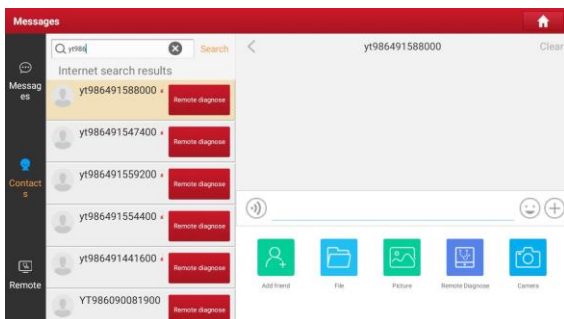 Messages
yt986
Search
yt986491588000
Clear
Internet search results
Messag
es
yt986491588000
Remote diagnose
yt986491547400
Remote diagnose
Contact
s
yt986491559200
Remote diagnose
yt986491554400
Remote diagnose
Remote
yt986491441600
Remote diagnose
YT986090081900
Remote diagnose
Add friend
File
Picture
Remote Diagnose
Camera